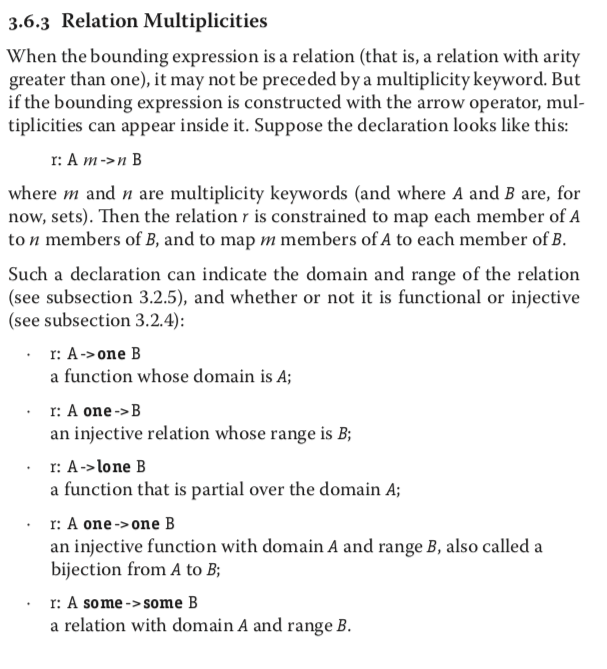 3.6.3 Relation Multiplicities
When the bounding expression is a relation (that is, a relation with arity
greater than one), it may not be preceded by a multiplicity keyword. But
if the bounding expression is constructed with the arrow operator, mul-
tiplicities can appear inside it. Suppose the declaration looks like this:
r: A m->n B
where m and n are multiplicity keywords (and where A and B are, for
now, sets). Then the relation r is constrained to map each member of A
to n members of B, and to map m members of A to each member of B.
Such a declaration can indicate the domain and range of the relation
(see subsection 3.2.5), and whether or not it is functional or injective
(see subsection 3.2.4):
· r: A->one B
a function whose domain is A;
· r: A one->B
an injective relation whose range is B;
· r: A->lone B
a function that is partial over the domain A;
· r: A one->one B
an injective function with domain A and range B, also called a
bijection from A to B;
· r: A some->some B
a relation with domain A and range B.